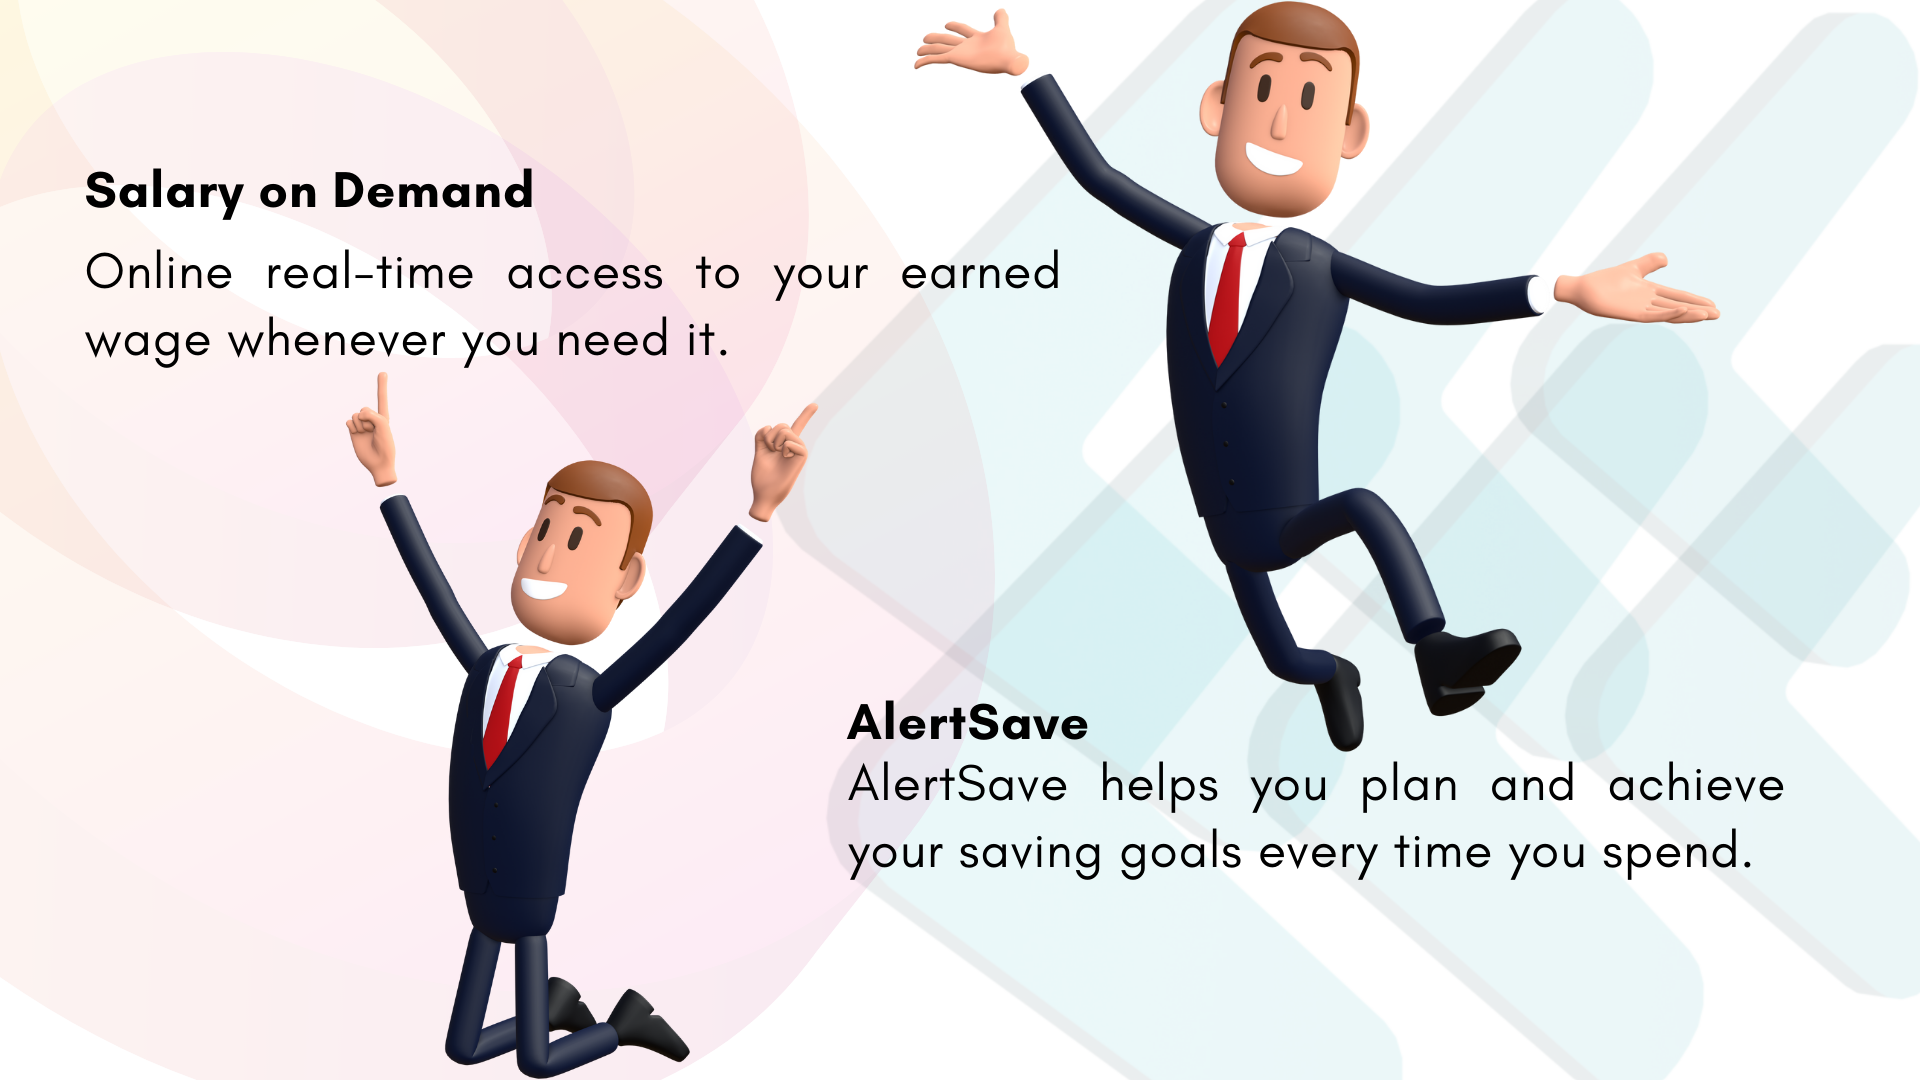 Salary on Demand
Online real-time access to your earned
wage whenever you need it.
AlertSave
AlertSave helps you plan and achieve
your saving goals every time you spend.